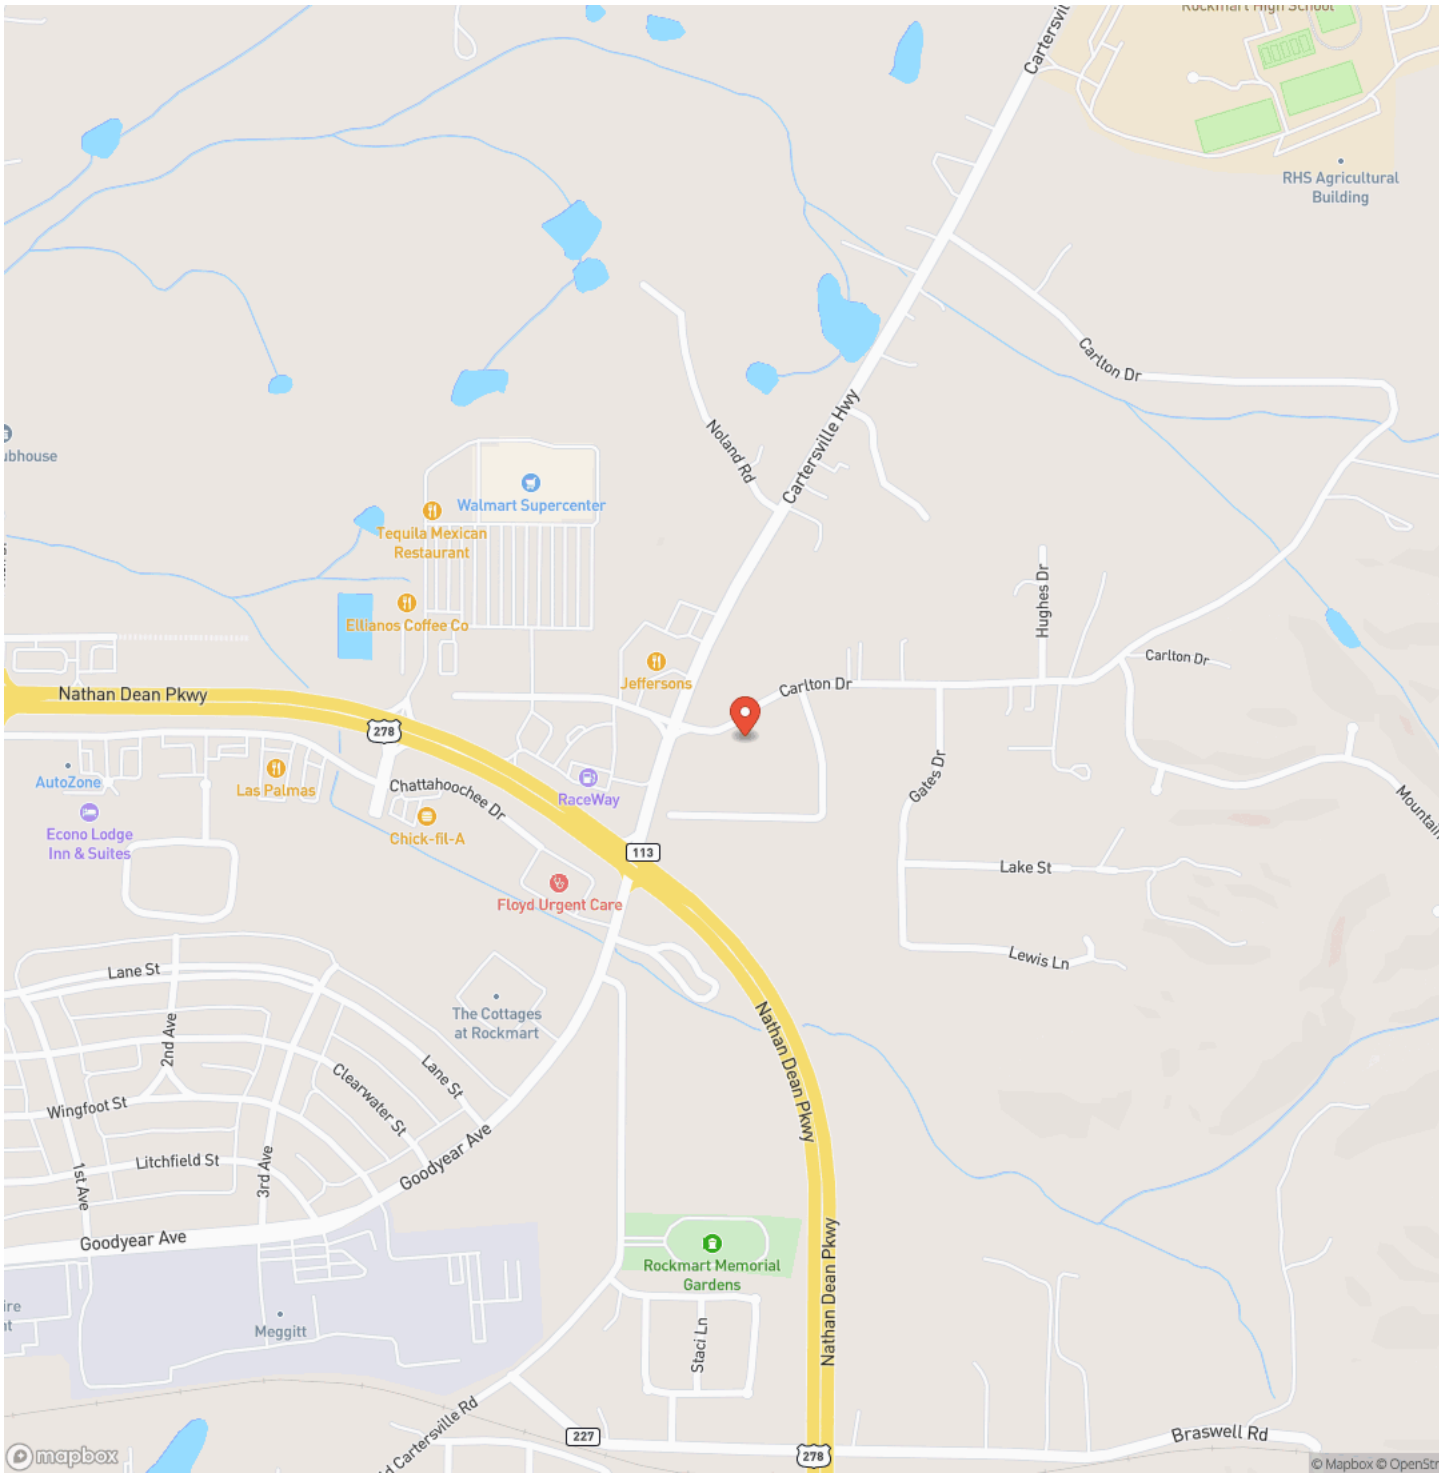 Rockmart High School
Cartersvil
RHS Agricultural
Building
Carlton Dr
Cartersville Hwy
Noland Rd
ubhouse
Walmart Supercenter
Tequila Mexican
Restaurant
Ellianos Coffee Co
Hughes Dr
Carlton Dr
Jeffersons
Carlton Dr
Nathan Dean Pkwy
278
AutoZone
Las Palmas
Chattahoochee Dr
RaceWay
Gates Dr
Mountain
Econo Lodge
Inn & Suites
Chick-fil-A
113
Lake St
Floyd Urgent Care
Lewis Ln
Lane St
The Cottages
at Rockmart
2nd Ave
Lane St
Nathan Dean Pkwy
Clearwater St
Wingfoot St
Goodyear Ave
Litchfield St
1st Ave
3rd Ave
Goodyear Ave
Rockmart Memorial
Gardens
Nathan Dean Pkwy
ire
nt
Meggitt
Staci Ln
d Cartersville Rd
227
278
Braswell Rd
mapbox
© Mapbox © OpenStr